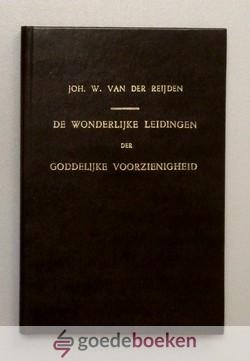 JOH. W. VAN DER REIJDEN
DE WONDERLIJKE LEIDINGEN
DER
GODDELIJKE VOORZIENIGHEID
goedeboeken